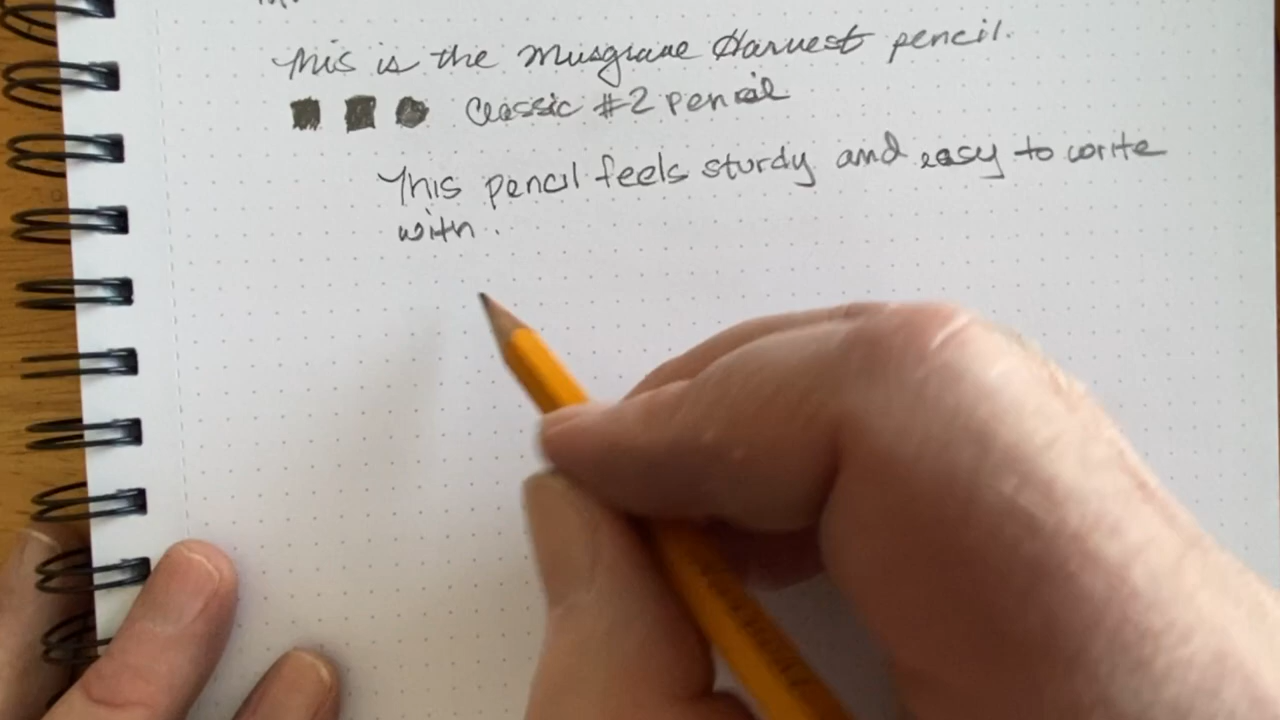 This is the Musgrave Harvest pencil.
Classic #2 pencil
This pencil feels sturdy and easy to write
with.